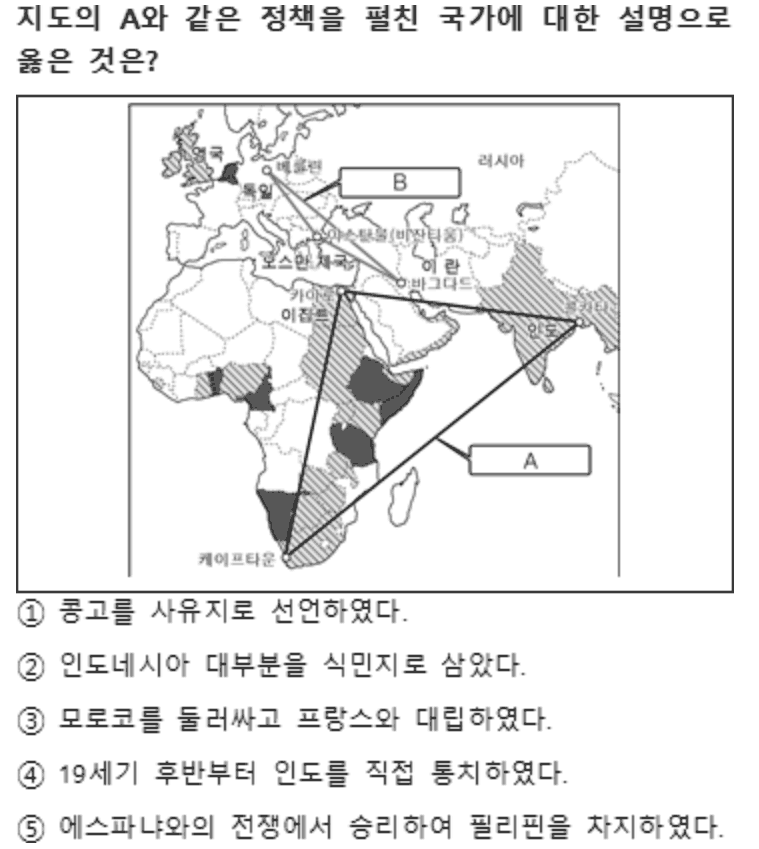 지도의 A와 같은 정책을 펼친 국가에 대한 설명으로
옳은 것은?
영국
베를린
러시아
독일
B
이스탄불(비잔티움)
오스만 제국
이 란
바그다드
카이로
이집트
콜카타
인도
A
케이프타운
① 콩고를 사유지로 선언하였다.
② 인도네시아 대부분을 식민지로 삼았다.
③ 모로코를 둘러싸고 프랑스와 대립하였다.
④ 19세기 후반부터 인도를 직접 통치하였다.
⑤ 에스파냐와의 전쟁에서 승리하여 필리핀을 차지하였다.